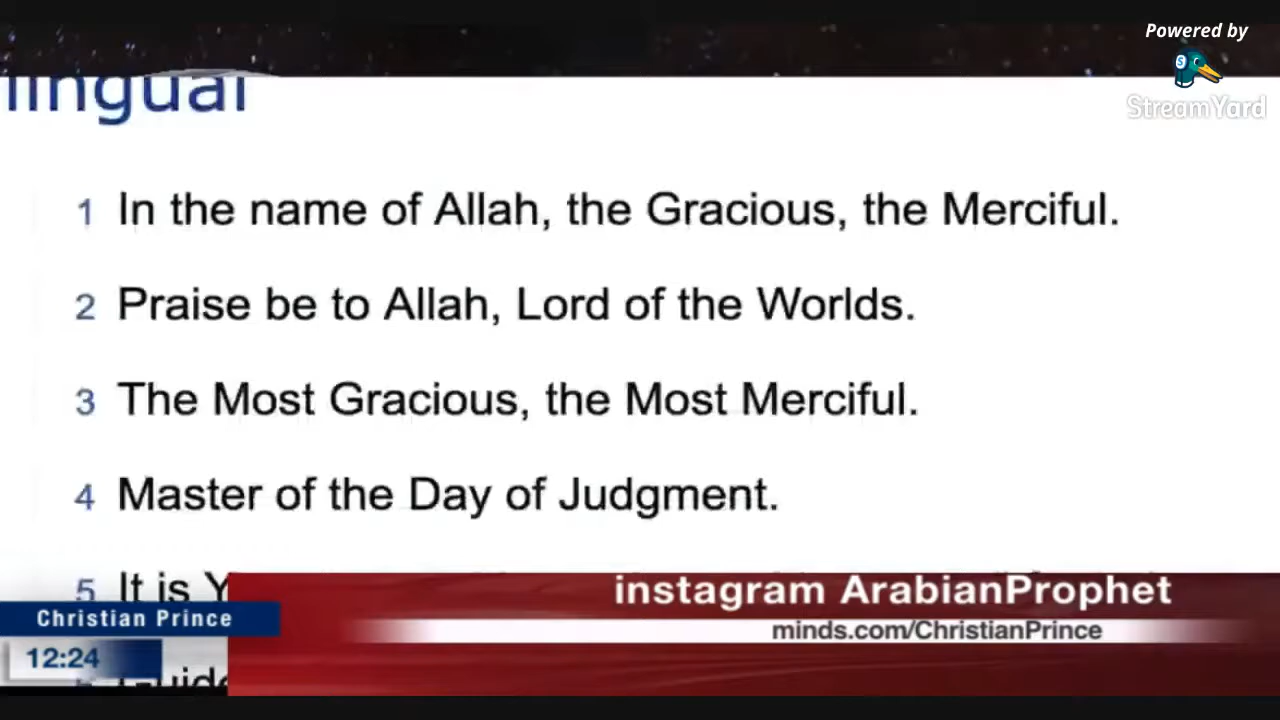 Powered by
StreamYard
lingual
1 In the name of Allah, the Gracious, the Merciful.
2 Praise be to Allah, Lord of the Worlds.
3 The Most Gracious, the Most Merciful.
4 Master of the Day of Judgment.
5 It is
instagram ArabianProphet
Christian Prince
minds.com/ChristianPrince
12:24